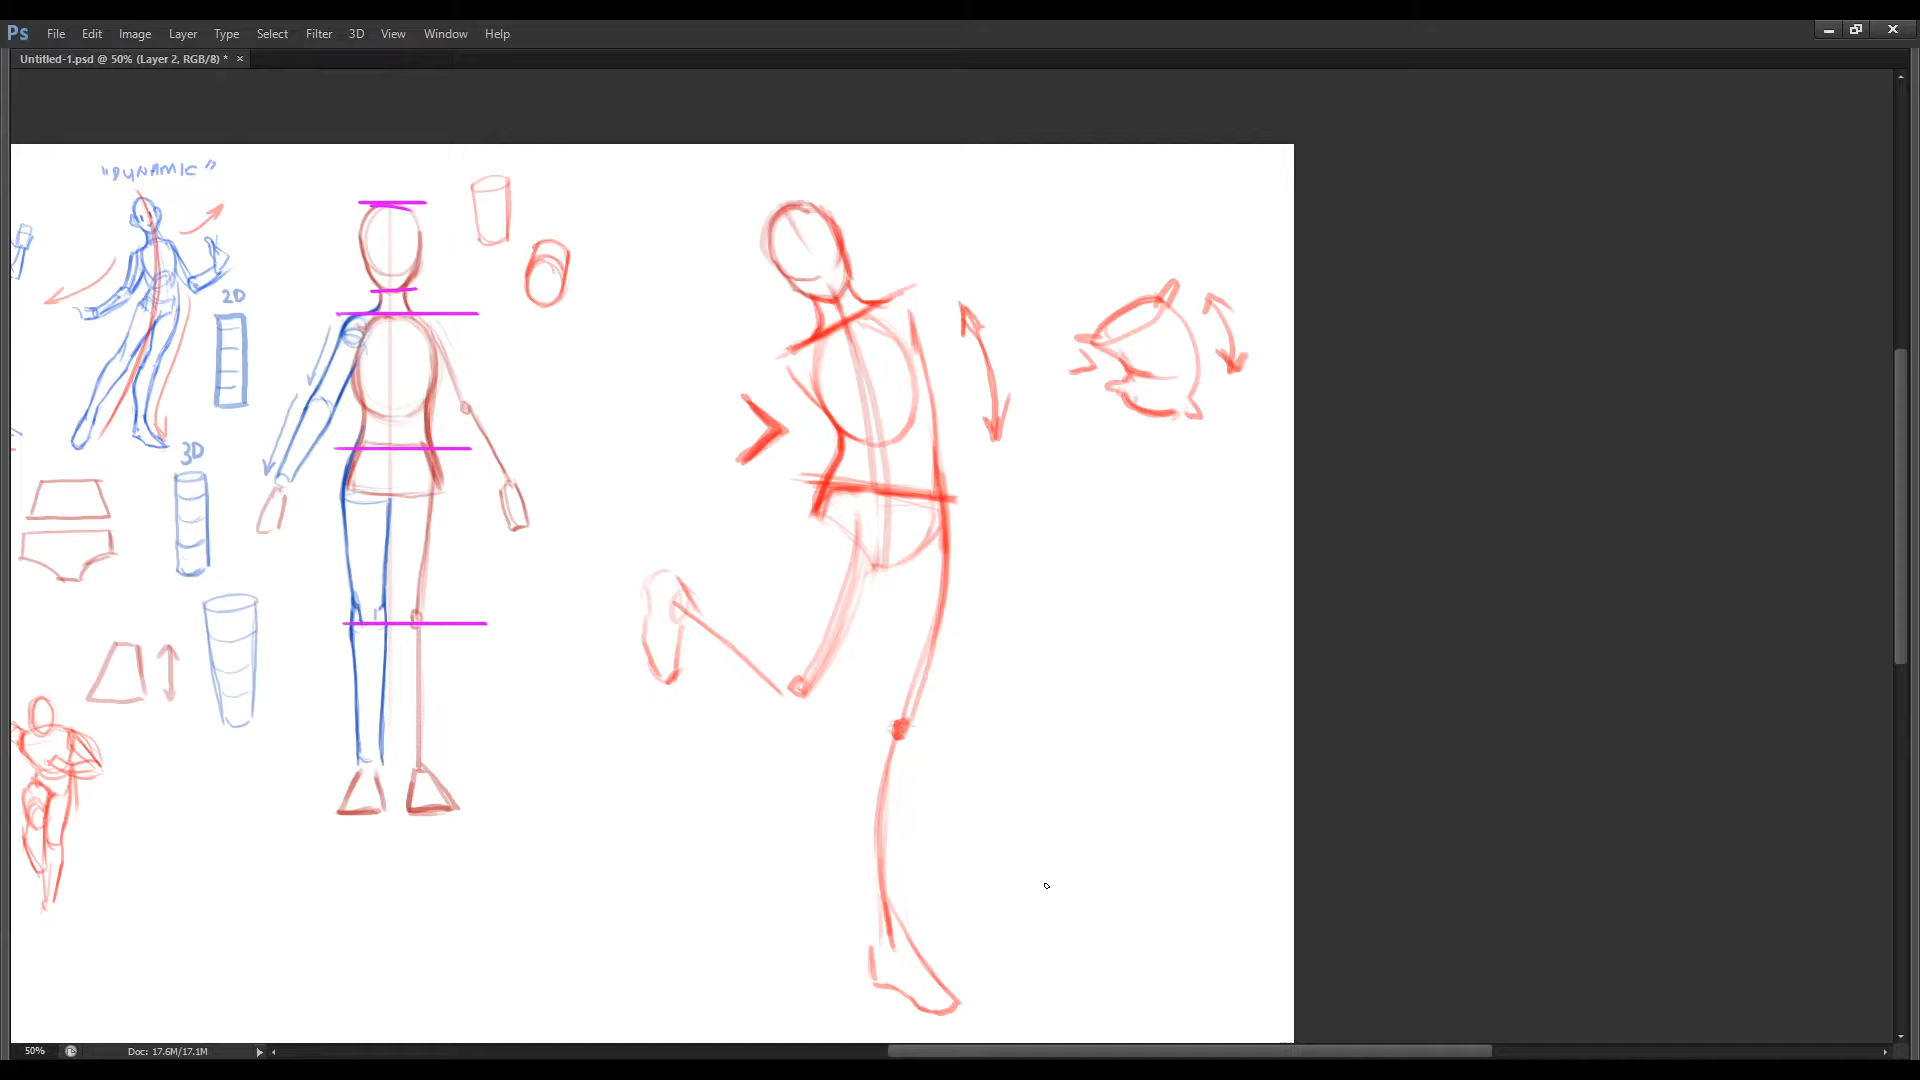 Ps File Edit Image Layer Type Select Filter 3D View Window Help
Untitled-1.psd @ 50% (Layer 2, RGB/8) * ×
"DYNAMIC"
2D
3D
50% Doc: 17.6M/17.1M